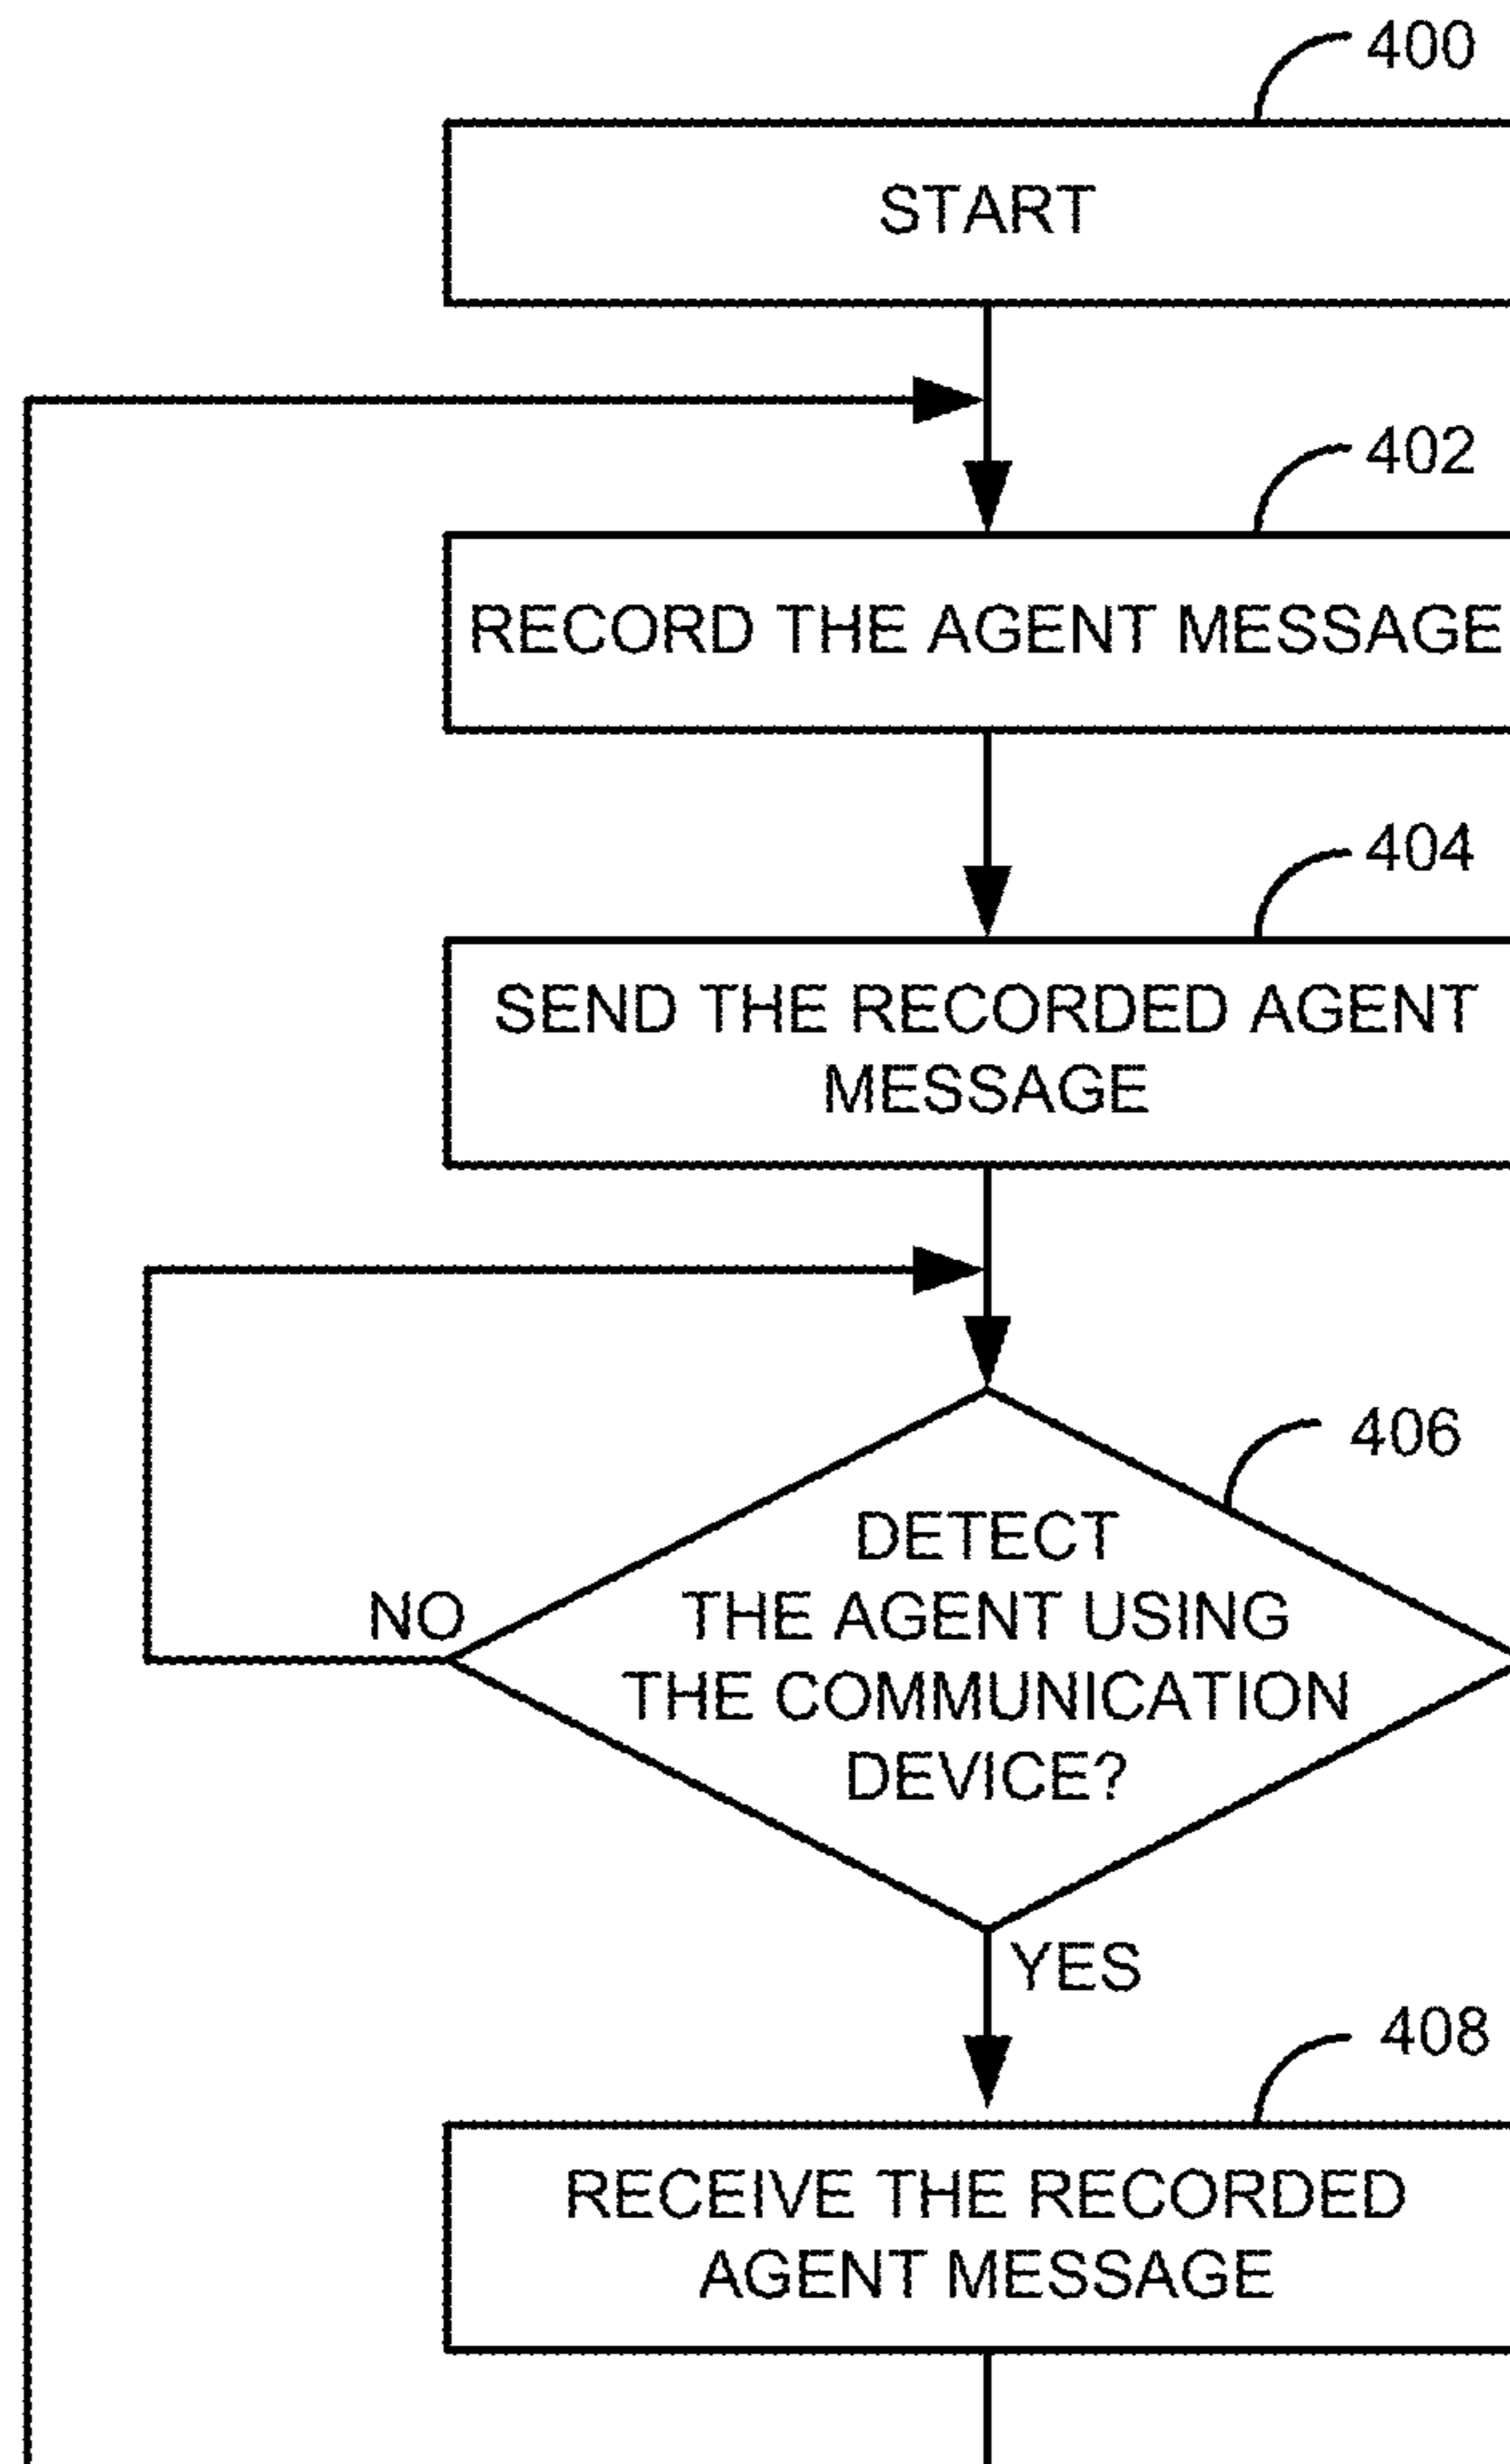 400
START
402
RECORD THE AGENT MESSAGE
404
SEND THE RECORDED AGENT
MESSAGE
406
DETECT
THE AGENT USING
THE COMMUNICATION
DEVICE?
NO
YES
408
RECEIVE THE RECORDED
AGENT MESSAGE